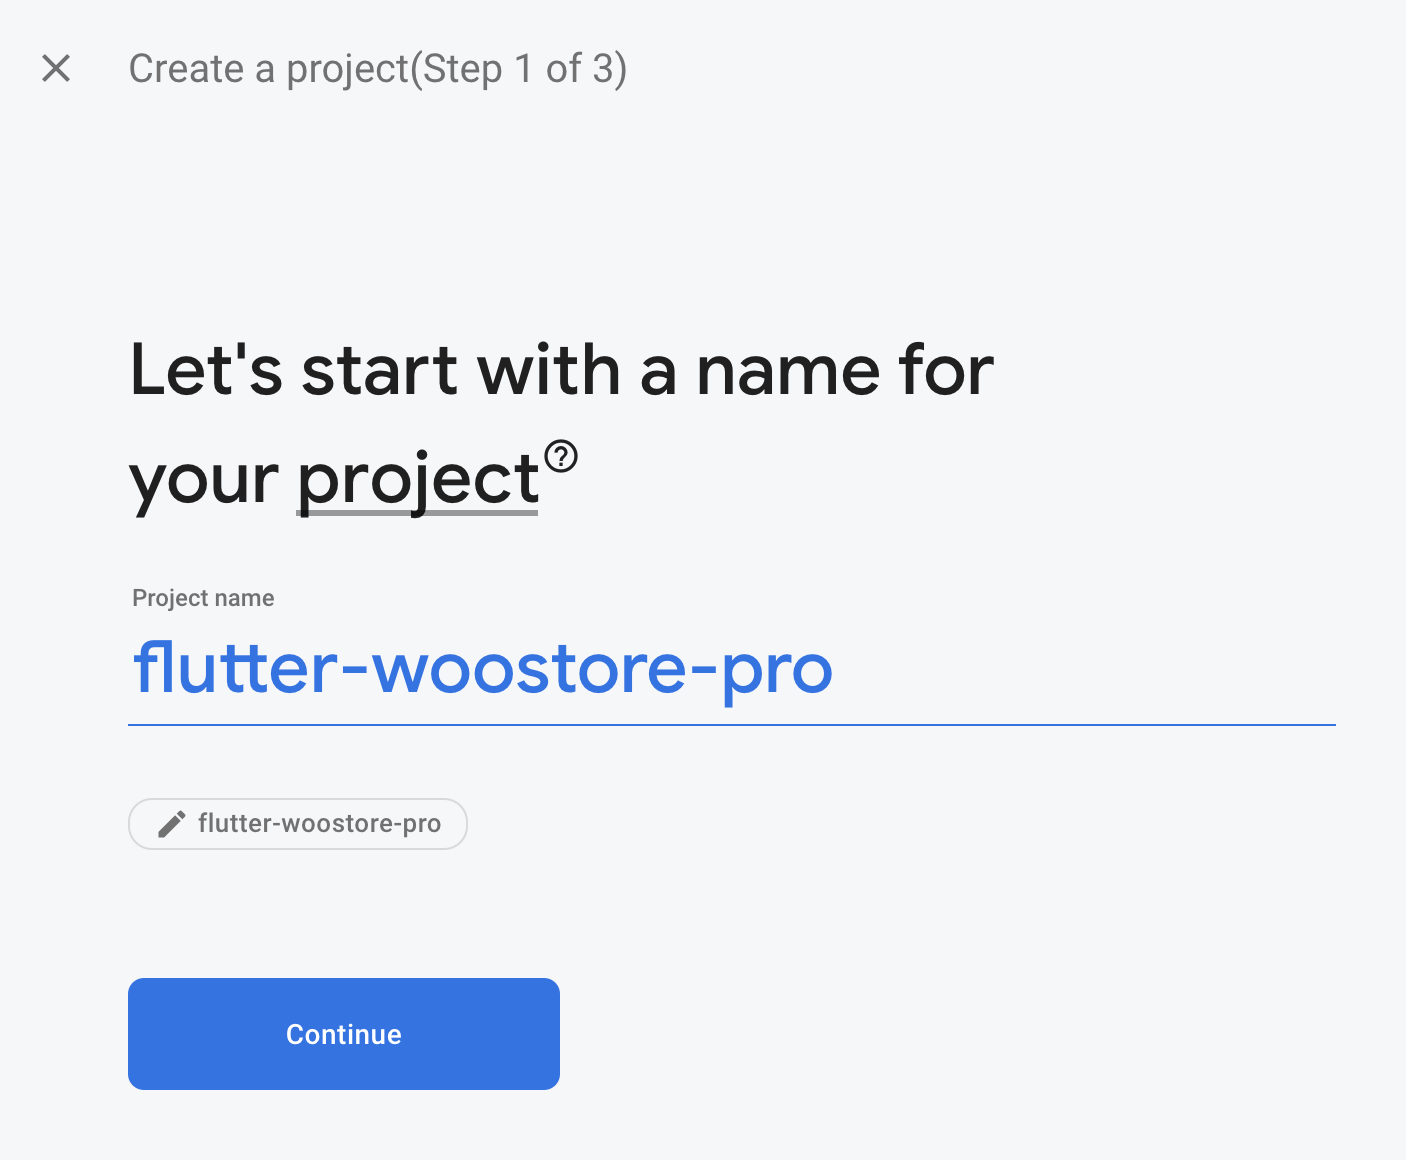 Create a project(Step 1 of 3)
Let's start with a name for
your project
Project name
flutter-woostore-pro
flutter-woostore-pro
Continue